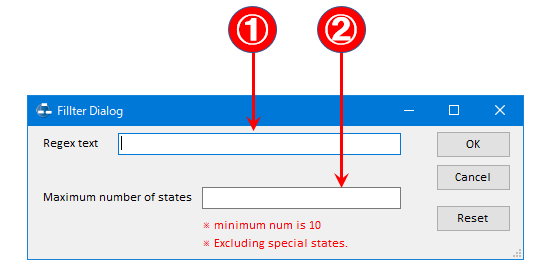 ① ②
Fillter Dialog
Regex text
OK
Cancel
Maximum number of states
Reset
※ minimum num is 10
※ Excluding special states.